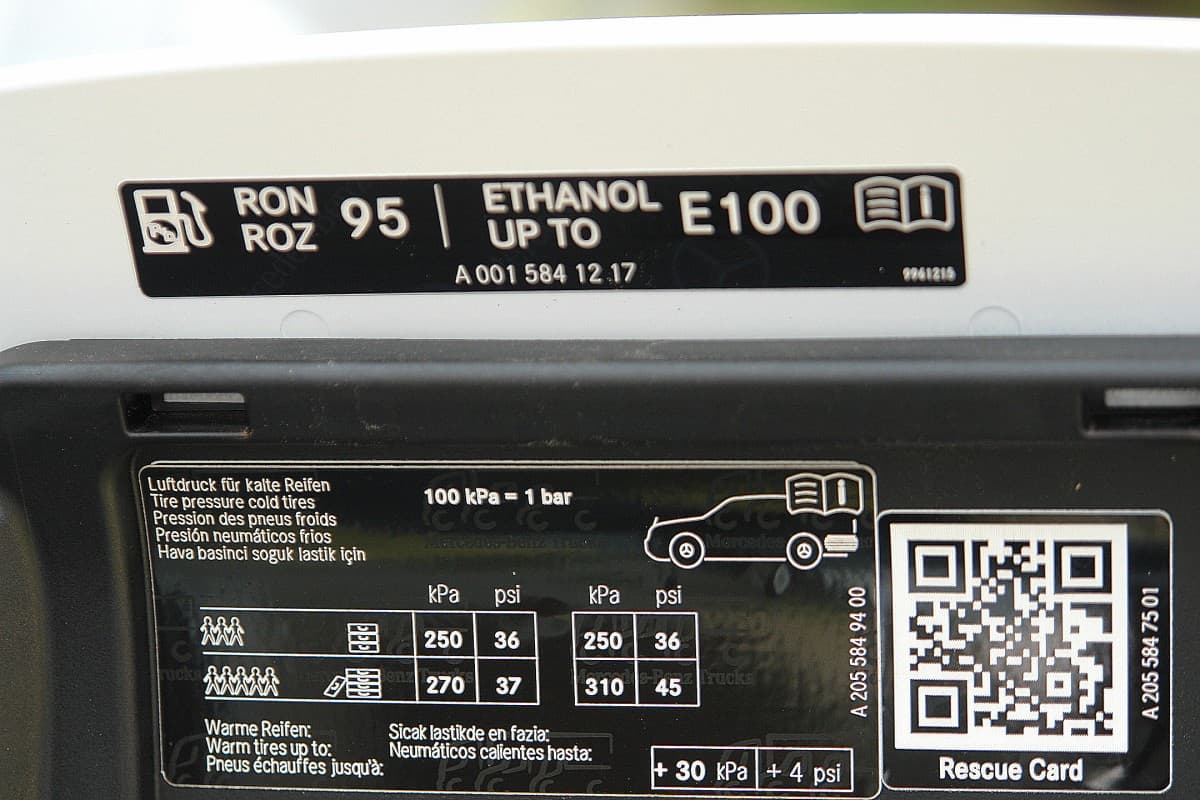 RON
ROZ
95
ETHANOL
UP TO
E100
A 001 584 12 17
9961215
Luftdruck für kalte Reifen
Tire pressure cold tires
Pression des pneus froids
Presión neumáticos frios
Hava basinci soguk lastik için
100 kPa = 1 bar
kPa psi kPa psi
250 36 250 36
270 37 310 45
Warme Reifen:
Warm tires up to:
Pneus échauffes jusqu'à:
Sicak lastikde en fazia:
Neumáticos calientes hasta:
+ 30 kPa + 4 psi
A 205 584 94 00
Rescue Card
A 205 584 75 01